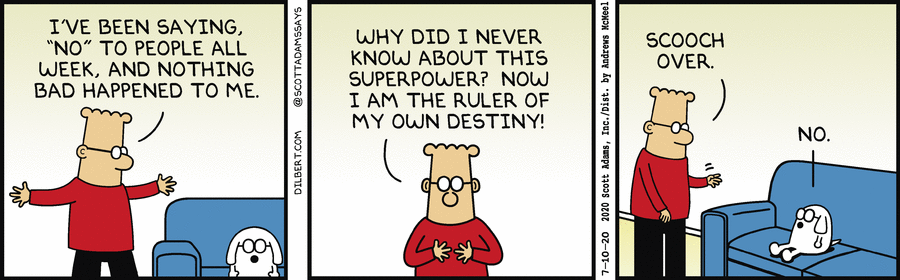 I'VE BEEN SAYING,
"NO" TO PEOPLE ALL
WEEK, AND NOTHING
BAD HAPPENED TO ME.
DILBERT.COM @SCOTTADAMSSAYS
WHY DID I NEVER
KNOW ABOUT THIS
SUPERPOWER? NOW
I AM THE RULER OF
MY OWN DESTINY!
7-10-20 2020 Scott Adams, Inc./Dist. by Andrews McMeel
SCOOCH
OVER.
NO.